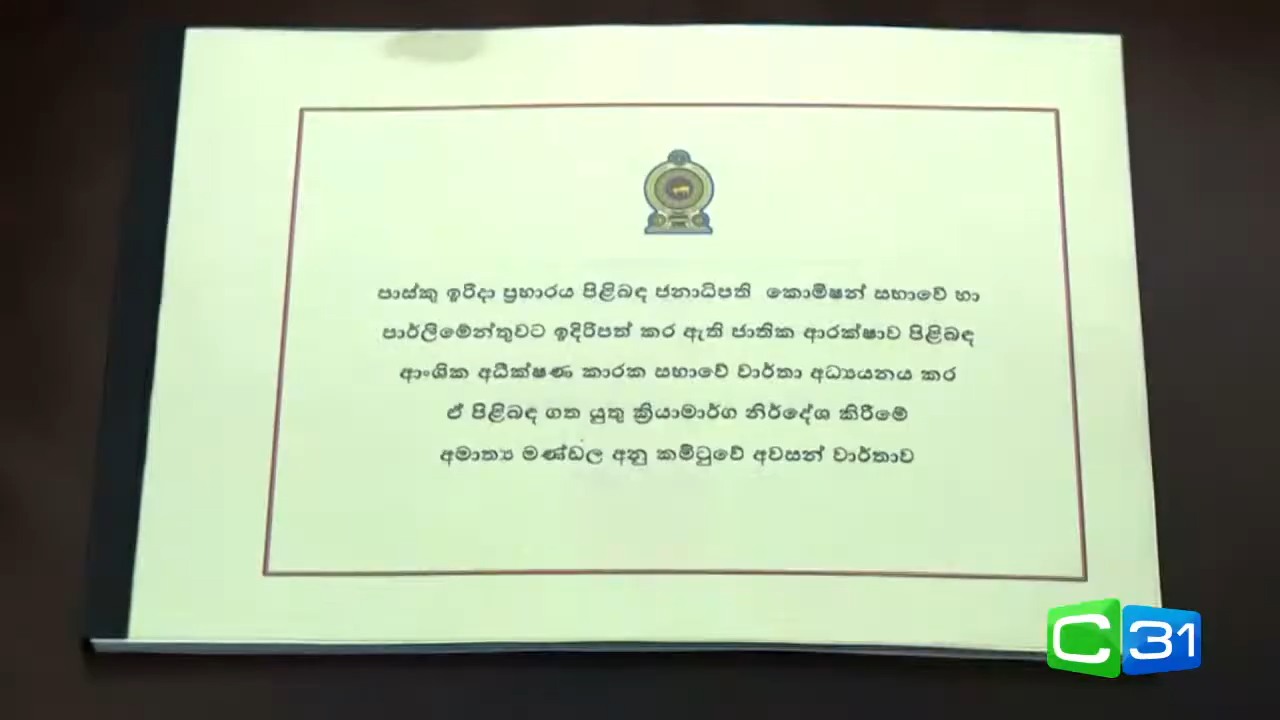 පාස්කු ඉරිදා ප්‍රහාරය පිළිබඳ ජනාධිපති කොමිෂන් සභාවේ හා
පාර්ලිමේන්තුවට ඉදිරිපත් කර ඇති ජාතික ආරක්ෂාව පිළිබඳ
ආංශික අධීක්ෂණ කාරක සභාවේ වාර්තා අධ්‍යයනය කර
ඒ පිළිබඳ ගත යුතු ක්‍රියාමාර්ග නිර්දේශ කිරීමේ
අමාත්‍ය මණ්ඩල අනු කමිටුවේ අවසන් වාර්තාව
C 31